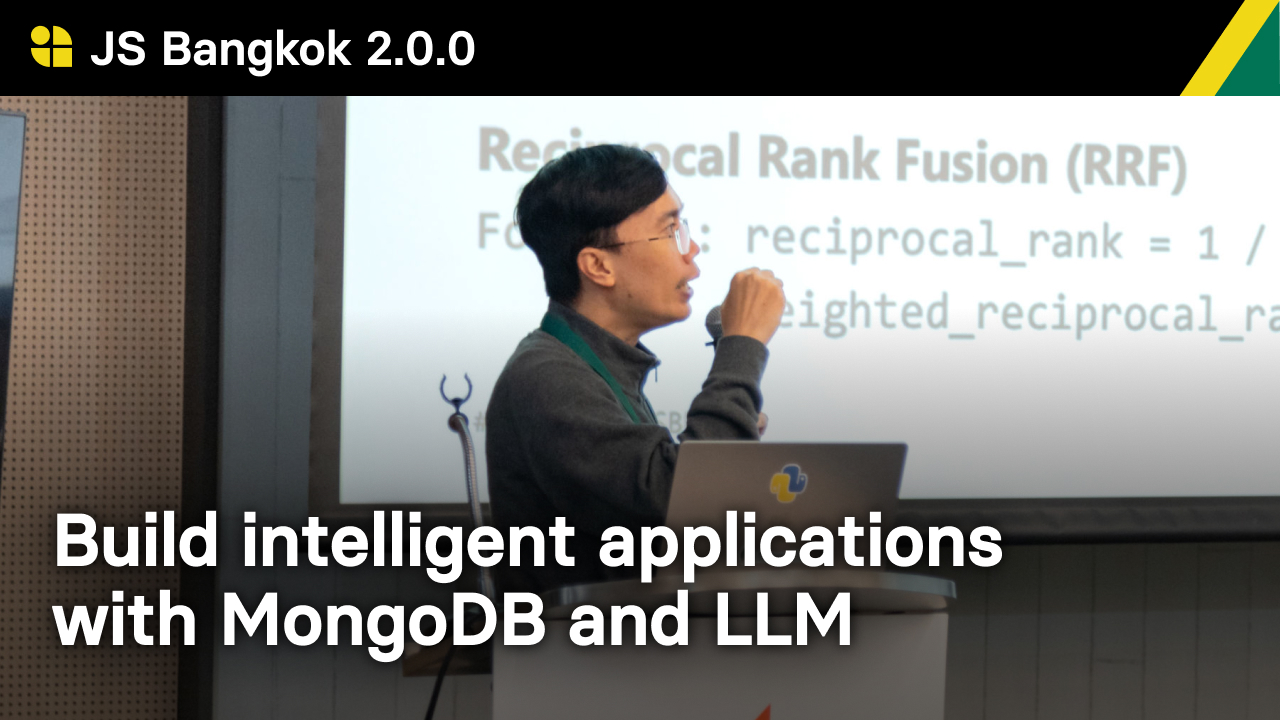 JS Bangkok 2.0.0
Reciprocal Rank Fusion (RRF)
: reciprocal_rank = 1 /
eighted_reciprocal_ra
Build intelligent applications
with MongoDB and LLM